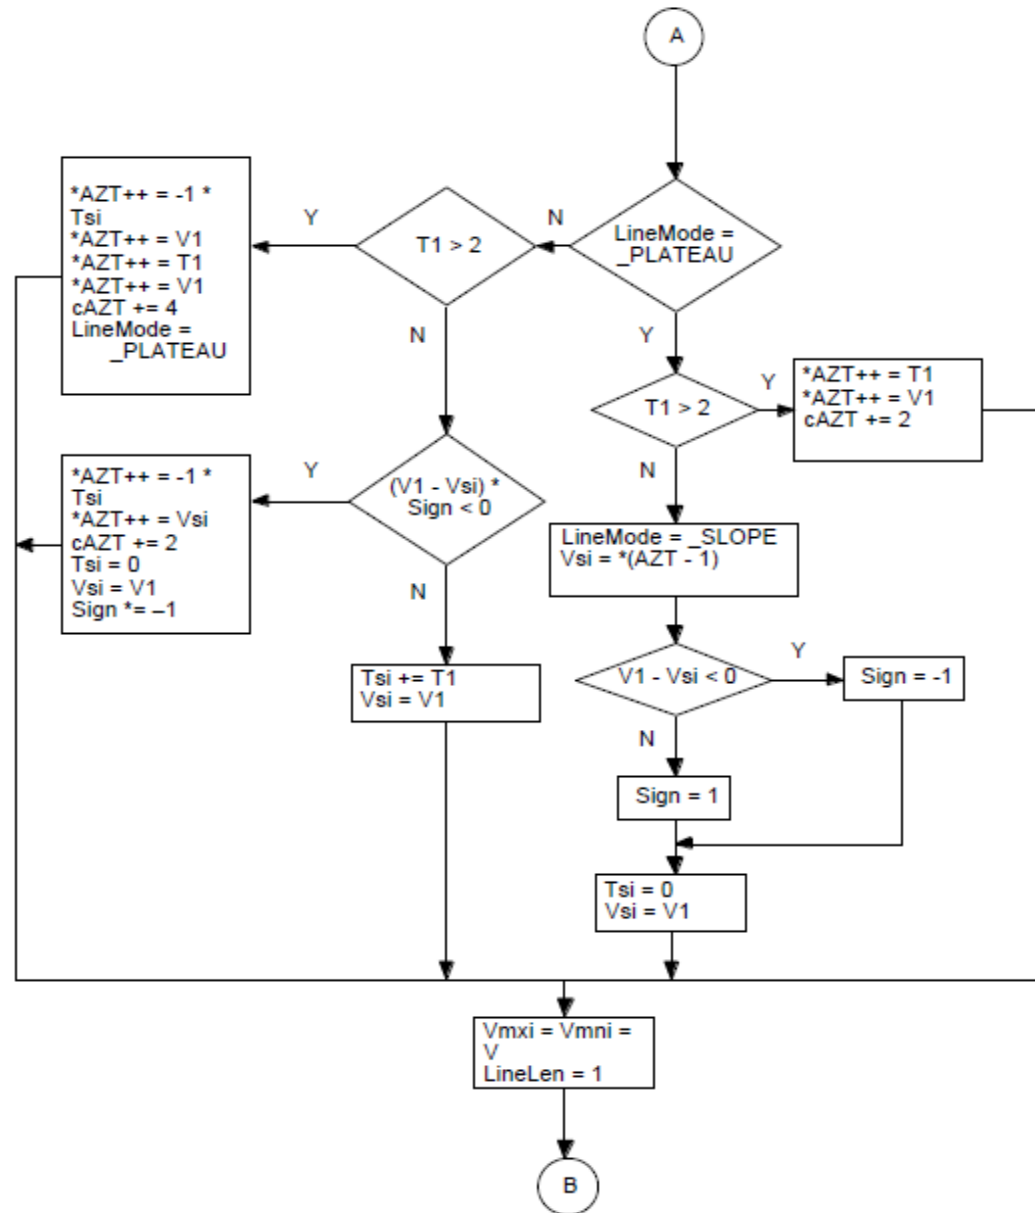 A
LineMode =
_PLATEAU
N
Y
T1 > 2
Y
N
*AZT++ = -1 *
Tsi
*AZT++ = V1
*AZT++ = T1
*AZT++ = V1
cAZT += 4
LineMode =
_PLATEAU
T1 > 2
Y
N
*AZT++ = T1
*AZT++ = V1
cAZT += 2
(V1 - Vsi) *
Sign < 0
Y
N
*AZT++ = -1 *
Tsi
*AZT++ = Vsi
cAZT += 2
Tsi = 0
Vsi = V1
Sign *= –1
LineMode = _SLOPE
Vsi = *(AZT - 1)
Tsi += T1
Vsi = V1
V1 - Vsi < 0
Y
N
Sign = -1
Sign = 1
Tsi = 0
Vsi = V1
Vmxi = Vmni =
V
LineLen = 1
B